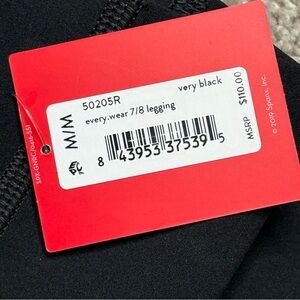 50205R
very black
every.wear 7/8 legging
M/M
8 43953 37539 5
MSRP $110.00
© 2019 Spanx, Inc.